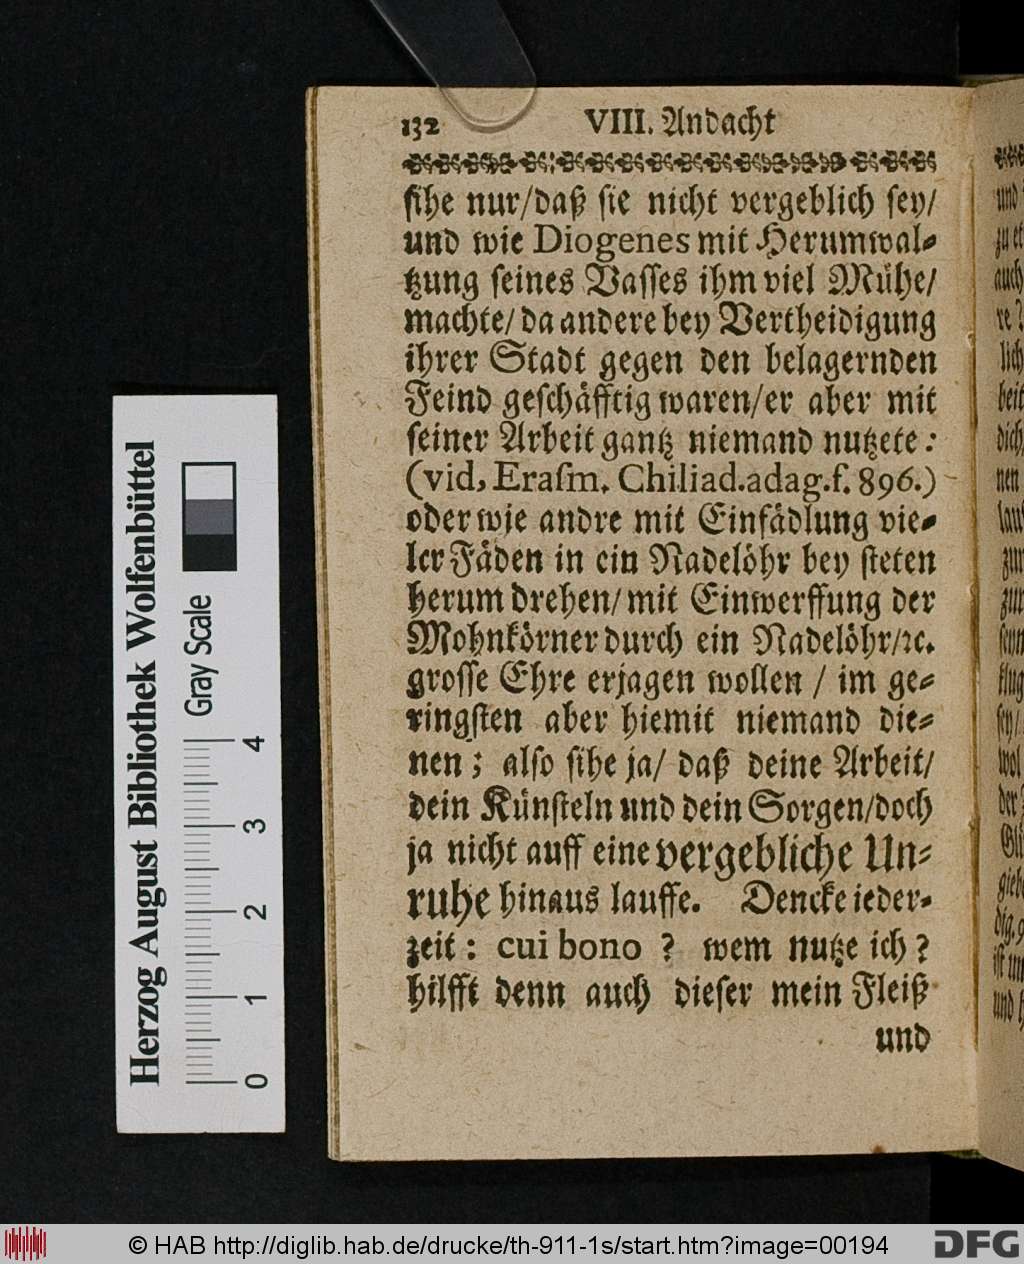 132 VIII. Andacht
sihe nur/daß sie nicht vergeblich sey/
und wie Diogenes mit Herumwal-
tzung seines Vasses ihm viel Mühe/
machte/ da andere bey Vertheidigung
ihrer Stadt gegen den belagernden
Feind geschäfftig waren/er aber mit
seiner Arbeit gantz niemand nutzete:
(vid, Erasm. Chiliad.adag.f. 896.)
oder wie andre mit Einfädlung vie-
ler Fäden in ein Nadelöhr bey steten
herum drehen/ mit Einwerffung der
Mohnkörner durch ein Nadelöhr/ꝛc.
grosse Ehre erjagen wollen / im ge-
ringsten aber hiemit niemand die-
nen; also sihe ja/ daß deine Arbeit/
dein Künsteln und dein Sorgen/doch
ja nicht auff eine vergebliche Un-
ruhe hinaus lauffe. Dencke ieder-
zeit: cui bono ? wem nutze ich?
hilfft denn auch dieser mein Fleiß
und
Herzog August Bibliothek Wolfenbüttel
Gray Scale
0 1 2 3 4
© HAB http://diglib.hab.de/drucke/th-911-1s/start.htm?image=00194
DFG